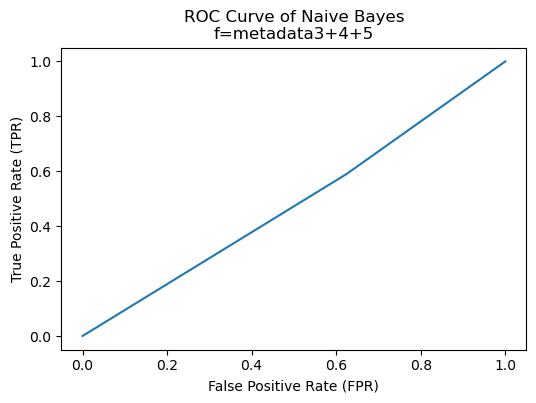 ROC Curve of Naive Bayes
f=metadata3+4+5
True Positive Rate (TPR)
1.0
0.8
0.6
0.4
0.2
0.0
0.0 0.2 0.4 0.6 0.8 1.0
False Positive Rate (FPR)